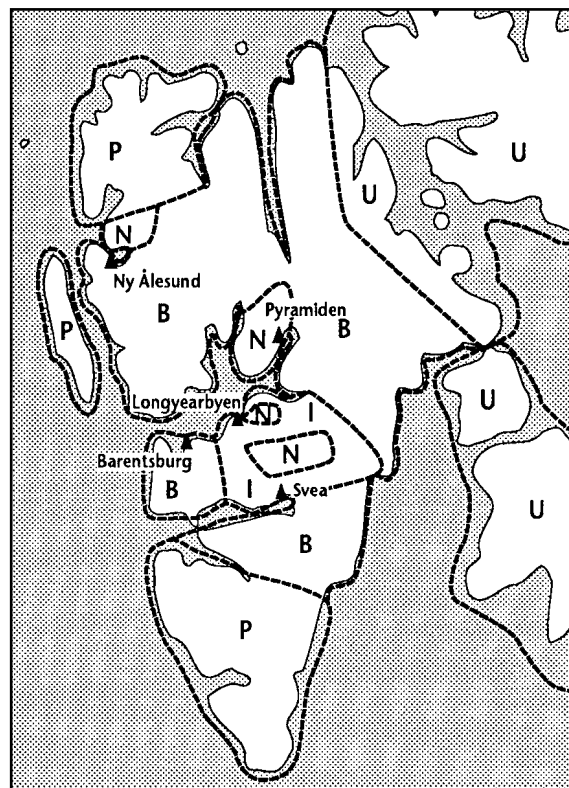 P
U
N
U
Ny Ålesund
P
B
Pyramiden
N
B
Longyearbyen
N
I
U
Barentsburg
N
B
I
Svea
U
B
P